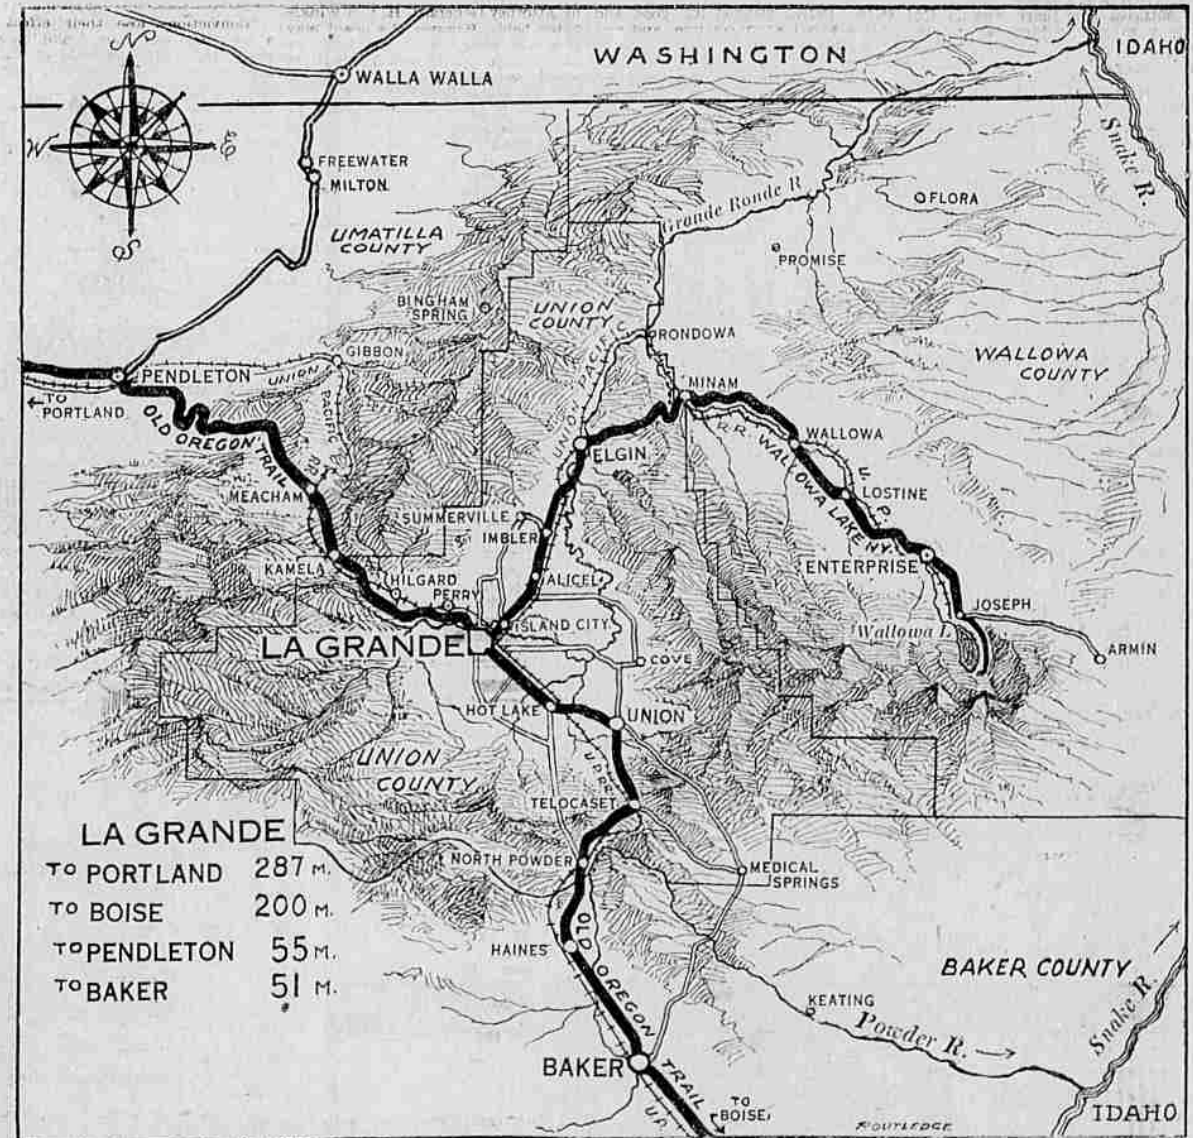 WASHINGTON
IDAHO
N
W
E
S
WALLA WALLA
FREEWATER
MILTON
Snake R.
Grande Ronde R.
FLORA
UMATILLA
COUNTY
PROMISE
BINGHAM
SPRING
UNION
COUNTY
RONDOWA
WALLOWA
COUNTY
GIBBON
UNION
PACIFIC
PENDLETON
TO
PORTLAND
OLD OREGON TRAIL
UNION PACIFIC
MINAM
WALLOWA
ELGIN
R.R.
WALLOWA LAKE HY.
U. P.
LOSTINE
MEACHAM
SUMMERVILLE
IMBLER
KAMELA
HILGARD
PERRY
ALICEL
ENTERPRISE
JOSEPH
ISLAND CITY
LA GRANDE
Wallowa L.
ARMIN
COVE
HOT LAKE
UNION
UNION
COUNTY
U P R R
TELOCASET
LA GRANDE
TO PORTLAND 287 M.
TO BOISE 200 M.
TO PENDLETON 55 M.
TO BAKER 51 M.
NORTH POWDER
MEDICAL
SPRINGS
HAINES
OLD OREGON TRAIL
BAKER COUNTY
KEATING
Powder R.
Snake R.
BAKER
U.P.
TO
BOISE
ROUTLEDGE
IDAHO